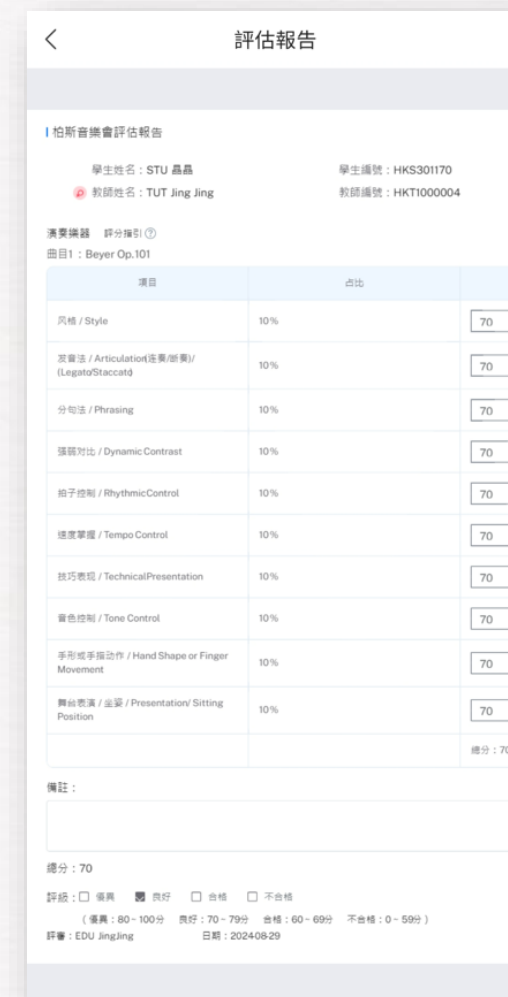 評估報告
柏斯音樂會評估報告
學生姓名：STU 晶晶 學生編號：HKS301170
教師姓名：TUT Jing Jing 教師編號：HKT1000004
演奏樂器 評分指引?
曲目1：Beyer Op.101
項目 占比
风格 / Style 10% 70
发音法 / Articulation(连奏/断奏)/
(Legato/Staccato) 10% 70
分句法 / Phrasing 10% 70
强弱对比 / Dynamic Contrast 10% 70
拍子控制 / RhythmicControl 10% 70
速度掌握 / Tempo Control 10% 70
技巧表现 / TechnicalPresentation 10% 70
音色控制 / Tone Control 10% 70
手形或手指动作 / Hand Shape or Finger
Movement 10% 70
舞台表演 / 坐姿 / Presentation/ Sitting
Position 10% 70
總分：70
備註：
總分：70
評級： 優異 良好 合格 不合格
（優異：80~100分 良好：70~79分 合格：60~69分 不合格：0~59分）
評審：EDU JingJing 日期：20240829